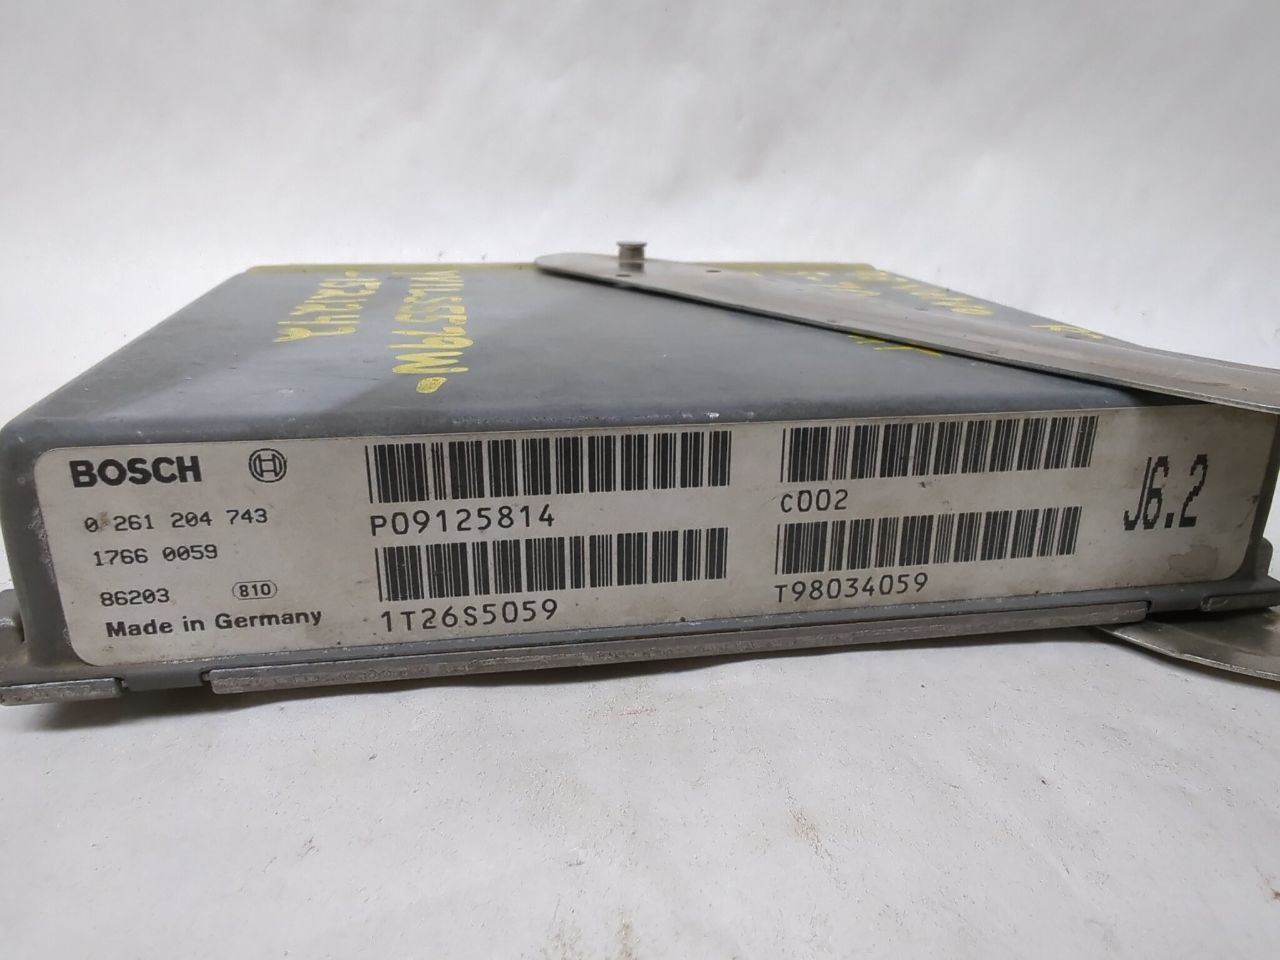 BOSCH
0 261 204 743
1766 0059
86203 810
Made in Germany
P09125814
1T26S5059
C002
T98034059
J6.2